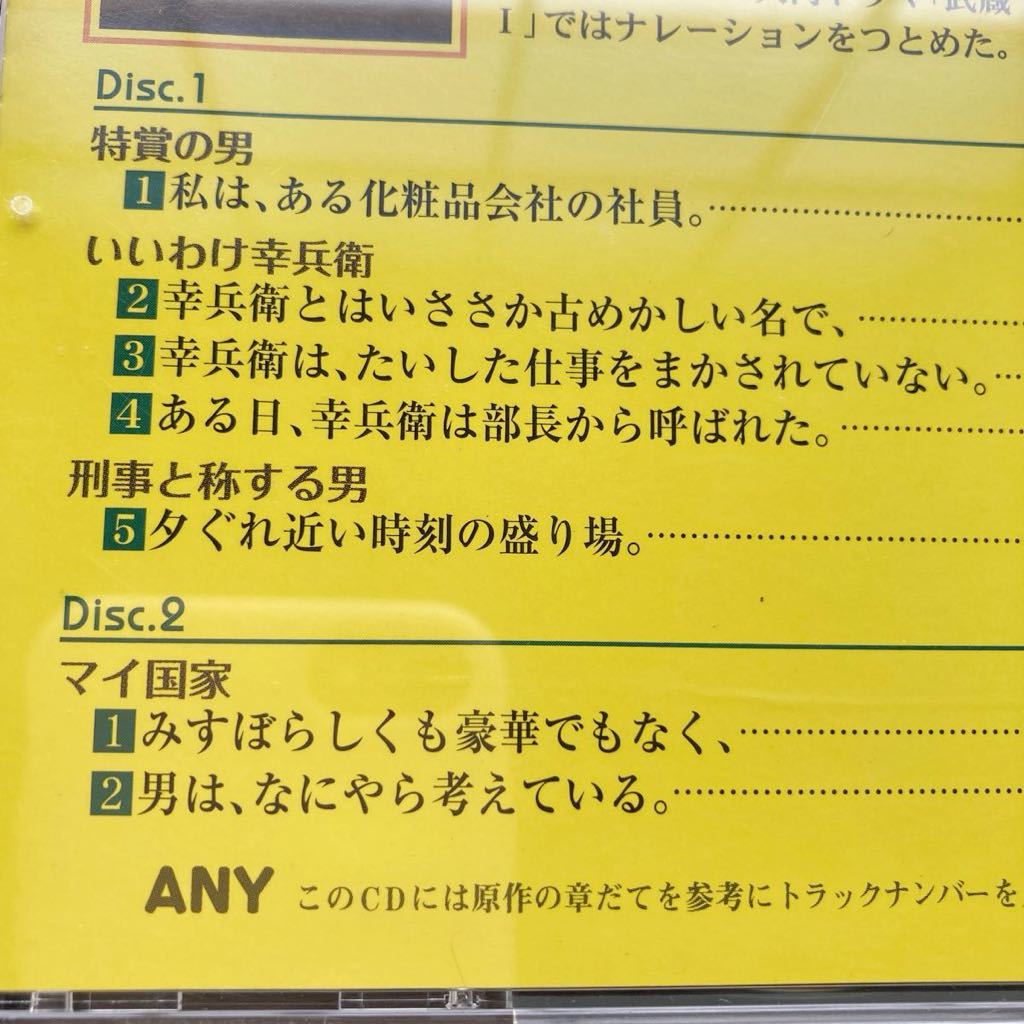 I」ではナレーションをつとめた。
Disc.1
特賞の男
1 私は、ある化粧品会社の社員。
いいわけ幸兵衛
2 幸兵衛とはいささか古めかしい名で、
3 幸兵衛は、たいした仕事をまかされていない。
4 ある日、幸兵衛は部長から呼ばれた。
刑事と称する男
5 夕ぐれ近い時刻の盛り場。
Disc.2
マイ国家
1 みすぼらしくも豪華でもなく、
2 男は、なにやら考えている。
ANY このCDには原作の章だてを参考にトラックナンバーを